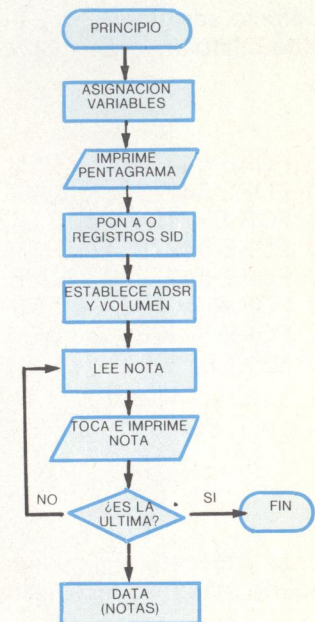 PRINCIPIO
ASIGNACION
VARIABLES
IMPRIME
PENTAGRAMA
PON A O
REGISTROS SID
ESTABLECE ADSR
Y VOLUMEN
LEE NOTA
TOCA E IMPRIME
NOTA
NO
¿ES LA
ULTIMA?
SI
FIN
DATA
(NOTAS)